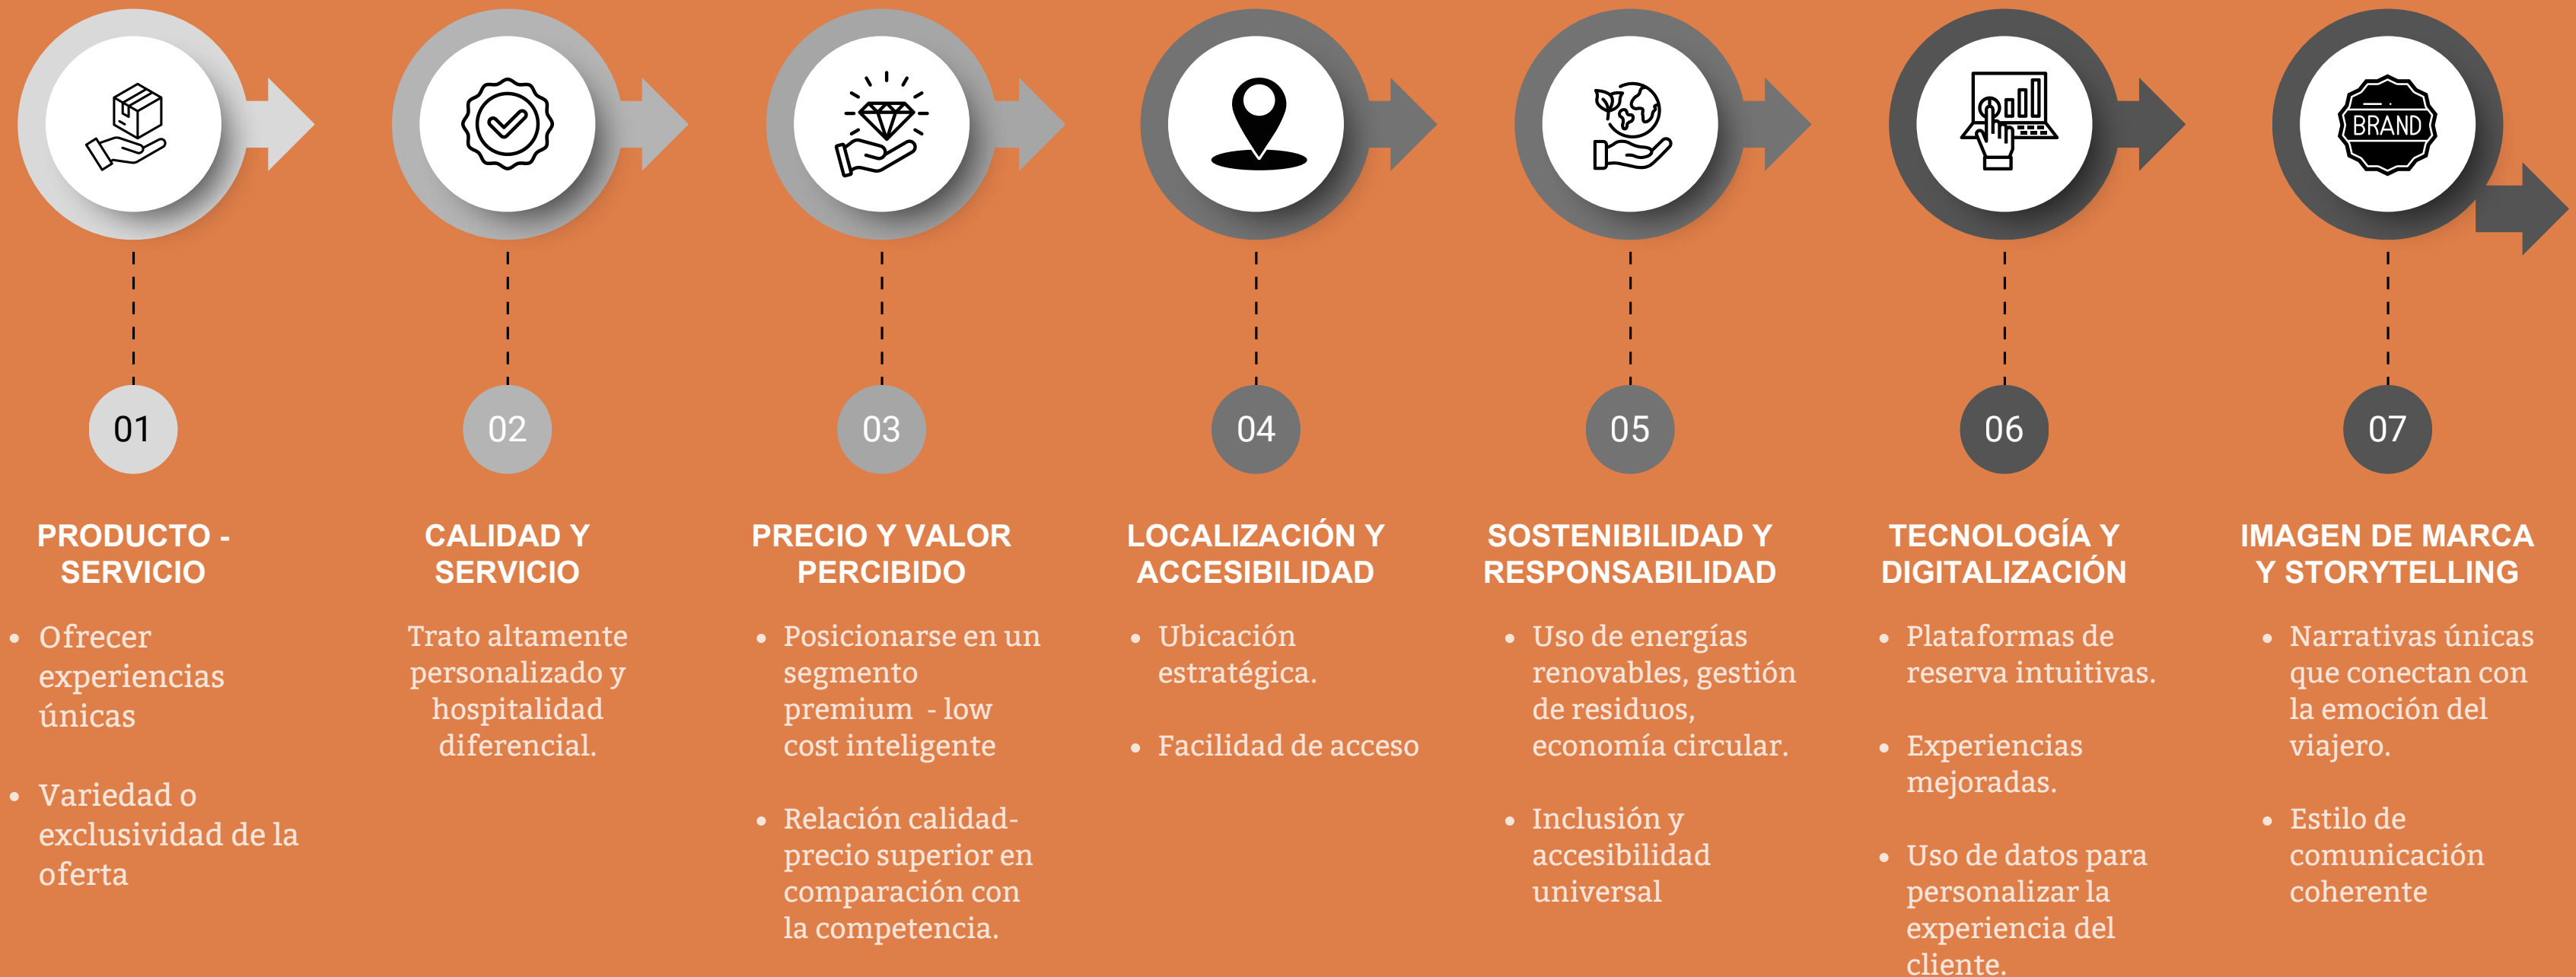 BRAND
01
02
03
04
05
06
07
PRODUCTO -
SERVICIO
• Ofrecer
experiencias
únicas
• Variedad o
exclusividad de la
oferta
CALIDAD Y
SERVICIO
Trato altamente
personalizado y
hospitalidad
diferencial.
PRECIO Y VALOR
PERCIBIDO
• Posicionarse en un
segmento
premium - low
cost inteligente
• Relación calidad-
precio superior en
comparación con
la competencia.
LOCALIZACIÓN Y
ACCESIBILIDAD
• Ubicación
estratégica.
• Facilidad de acceso
SOSTENIBILIDAD Y
RESPONSABILIDAD
• Uso de energías
renovables, gestión
de residuos,
economía circular.
• Inclusión y
accesibilidad
universal
TECNOLOGÍA Y
DIGITALIZACIÓN
• Plataformas de
reserva intuitivas.
• Experiencias
mejoradas.
• Uso de datos para
personalizar la
experiencia del
cliente.
IMAGEN DE MARCA
Y STORYTELLING
• Narrativas únicas
que conectan con
la emoción del
viajero.
• Estilo de
comunicación
coherente